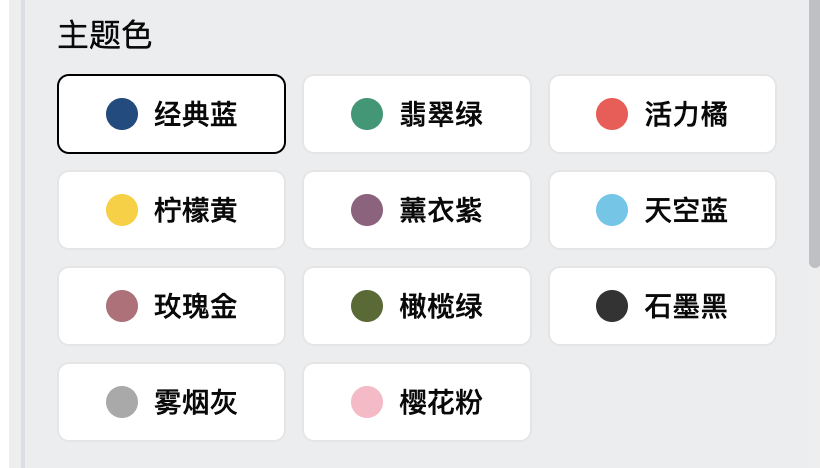 主题色
经典蓝
翡翠绿
活力橘
柠檬黄
薰衣紫
天空蓝
玫瑰金
橄榄绿
石墨黑
雾烟灰
樱花粉